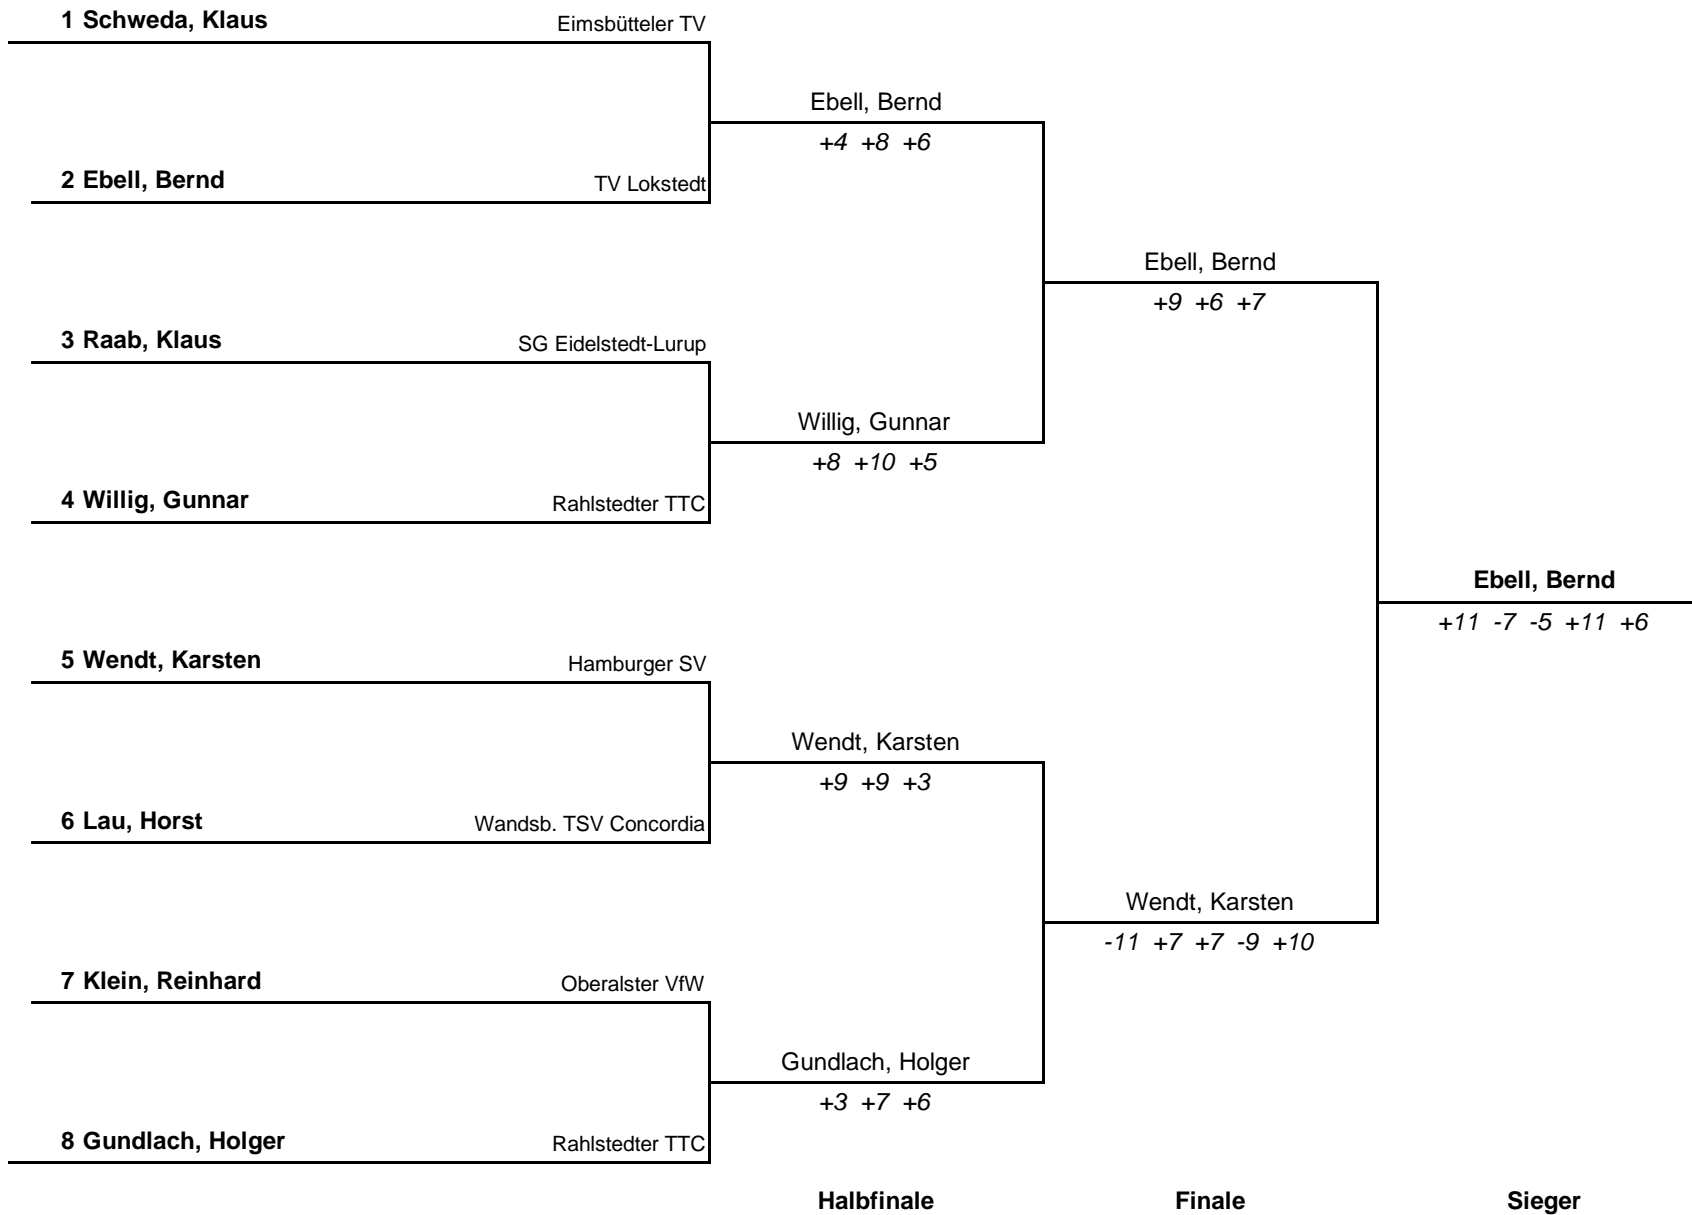 1 Schweda, Klaus Eimsbütteler TV
Ebell, Bernd
+4 +8 +6
2 Ebell, Bernd TV Lokstedt
Ebell, Bernd
+9 +6 +7
3 Raab, Klaus SG Eidelstedt-Lurup
Willig, Gunnar
+8 +10 +5
4 Willig, Gunnar Rahlstedter TTC
Ebell, Bernd
+11 -7 -5 +11 +6
5 Wendt, Karsten Hamburger SV
Wendt, Karsten
+9 +9 +3
6 Lau, Horst Wandsb. TSV Concordia
Wendt, Karsten
-11 +7 +7 -9 +10
7 Klein, Reinhard Oberalster VfW
Gundlach, Holger
+3 +7 +6
8 Gundlach, Holger Rahlstedter TTC
Halbfinale Finale Sieger